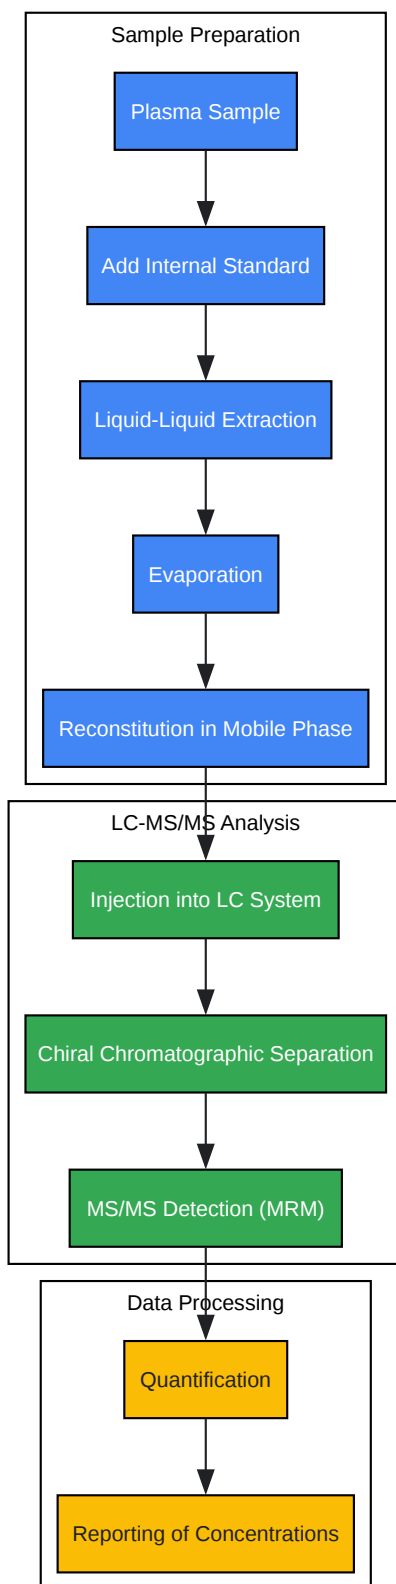 Sample Preparation
Plasma Sample
Add Internal Standard
Liquid-Liquid Extraction
Evaporation
Reconstitution in Mobile Phase
LC-MS/MS Analysis
Injection into LC System
Chiral Chromatographic Separation
MS/MS Detection (MRM)
Data Processing
Quantification
Reporting of Concentrations